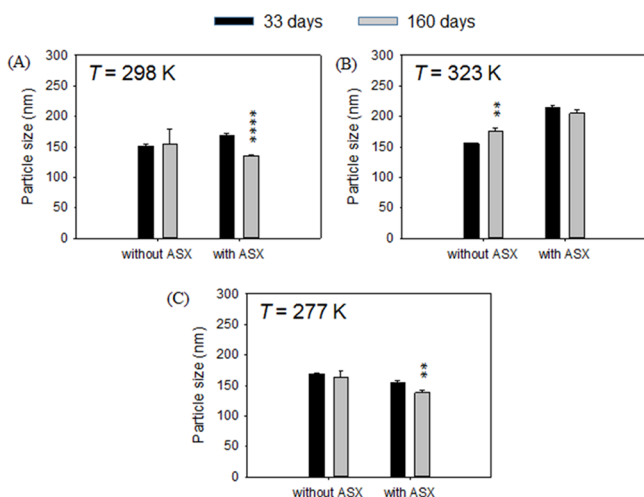 33 days 160 days
(A)
T = 298 K
Particle size (nm)
300
250
200
150
100
50
0
****
without ASX with ASX
(B)
T = 323 K
Particle size (nm)
300
250
200
150
100
50
0
**
without ASX with ASX
(C)
T = 277 K
Particle size (nm)
300
250
200
150
100
50
0
**
without ASX with ASX